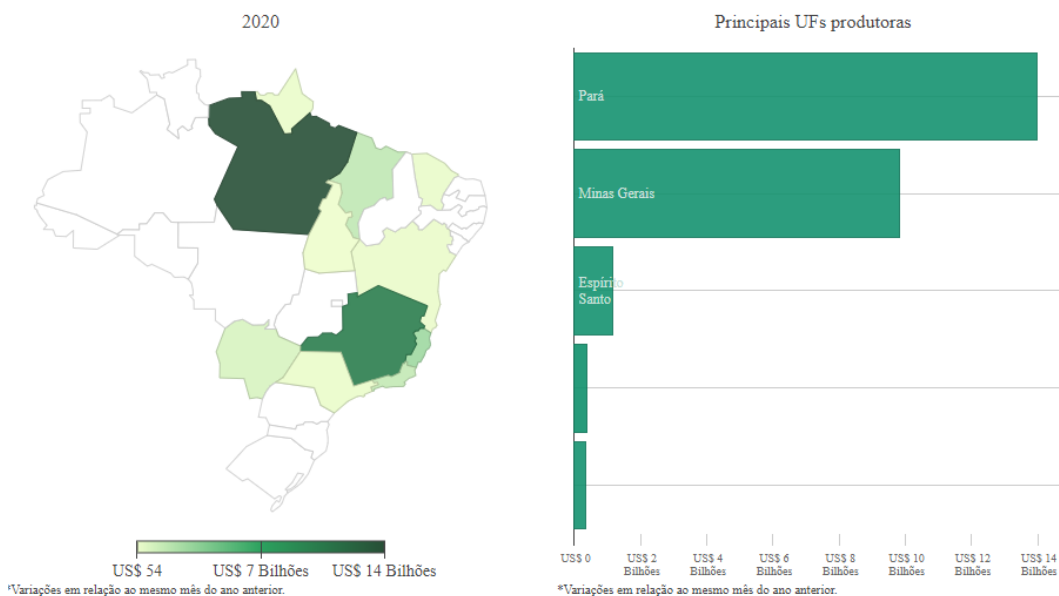 2020
US$ 54
US$ 7 Bilhões
US$ 14 Bilhões
*Variações em relação ao mesmo mês do ano anterior.
Principais UFs produtoras
Pará
Minas Gerais
Espírito
Santo
US$ 0
US$ 2
Bilhões
US$ 4
Bilhões
US$ 6
Bilhões
US$ 8
Bilhões
US$ 10
Bilhões
US$ 12
Bilhões
US$ 14
Bilhões
*Variações em relação ao mesmo mês do ano anterior.